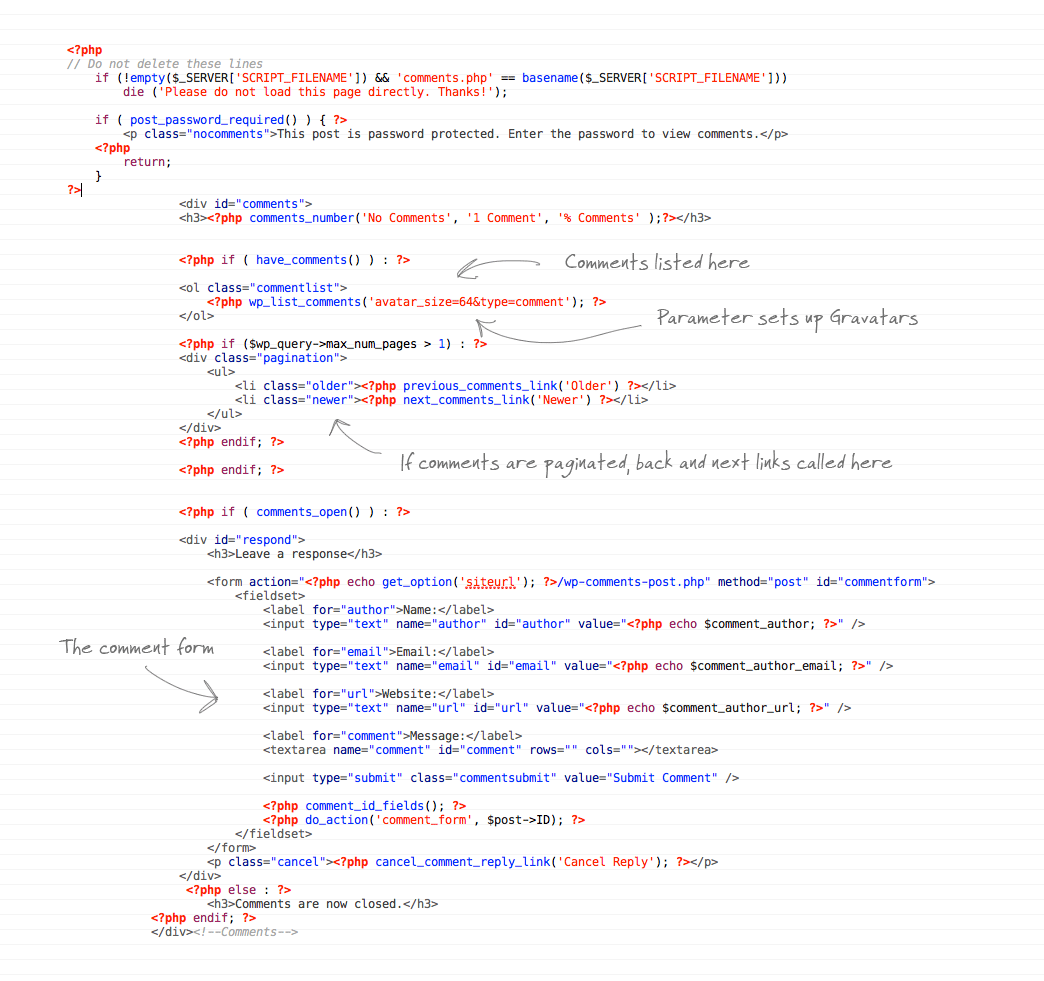 <?php
// Do not delete these lines
if (!empty($_SERVER['SCRIPT_FILENAME']) && 'comments.php' == basename($_SERVER['SCRIPT_FILENAME']))
die ('Please do not load this page directly. Thanks!');
if ( post_password_required() ) { ?>
<p class="nocomments">This post is password protected. Enter the password to view comments.</p>
<?php
return;
}
?>
<div id="comments">
<h3><?php comments_number('No Comments', '1 Comment', '% Comments' );?></h3>
<?php if ( have_comments() ) : ?>
Comments listed here
<ol class="commentlist">
<?php wp_list_comments('avatar_size=64&type=comment'); ?>
</ol>
Parameter sets up Gravatars
<?php if ($wp_query->max_num_pages > 1) : ?>
<div class="pagination">
<ul>
<li class="older"><?php previous_comments_link('Older') ?></li>
<li class="newer"><?php next_comments_link('Newer') ?></li>
</ul>
</div>
<?php endif; ?>
If comments are paginated, back and next links called here
<?php endif; ?>
<?php if ( comments_open() ) : ?>
<div id="respond">
<h3>Leave a response</h3>
<form action="<?php echo get_option('siteurl'); ?>/wp-comments-post.php" method="post" id="commentform">
<fieldset>
<label for="author">Name:</label>
<input type="text" name="author" id="author" value="<?php echo $comment_author; ?>" />
The comment form
<label for="email">Email:</label>
<input type="text" name="email" id="email" value="<?php echo $comment_author_email; ?>" />
<label for="url">Website:</label>
<input type="text" name="url" id="url" value="<?php echo $comment_author_url; ?>" />
<label for="comment">Message:</label>
<textarea name="comment" id="comment" rows="" cols=""></textarea>
<input type="submit" class="commentsubmit" value="Submit Comment" />
<?php comment_id_fields(); ?>
<?php do_action('comment_form', $post->ID); ?>
</fieldset>
</form>
<p class="cancel"><?php cancel_comment_reply_link('Cancel Reply'); ?></p>
</div>
<?php else : ?>
<h3>Comments are now closed.</h3>
<?php endif; ?>
</div><!--Comments-->